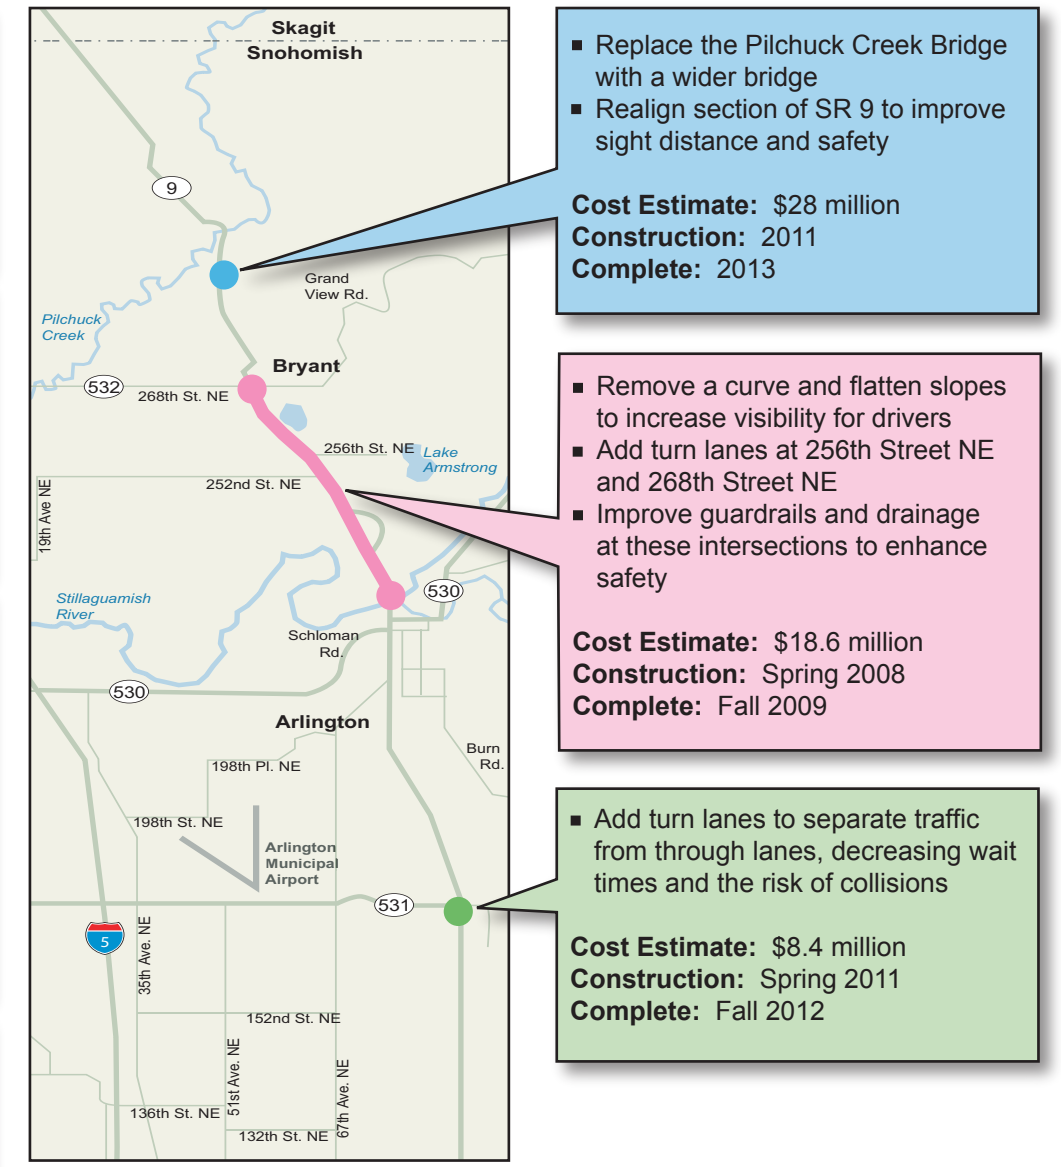 Skagit
Snohomish
9
Grand
View Rd.
Pilchuck
Creek
Bryant
532
268th St. NE
256th St. NE
Lake
Armstrong
252nd St. NE
19th Ave NE
Stillaguamish
River
530
Schloman
Rd.
530
Arlington
Burn
Rd.
198th Pl. NE
198th St. NE
Arlington
Municipal
Airport
531
5
35th Ave. NE
152nd St. NE
51st Ave. NE
67th Ave. NE
136th St. NE
132th St. NE
▪ Replace the Pilchuck Creek Bridge
with a wider bridge
▪ Realign section of SR 9 to improve
sight distance and safety
Cost Estimate: $28 million
Construction: 2011
Complete: 2013
▪ Remove a curve and flatten slopes
to increase visibility for drivers
▪ Add turn lanes at 256th Street NE
and 268th Street NE
▪ Improve guardrails and drainage
at these intersections to enhance
safety
Cost Estimate: $18.6 million
Construction: Spring 2008
Complete: Fall 2009
▪ Add turn lanes to separate traffic
from through lanes, decreasing wait
times and the risk of collisions
Cost Estimate: $8.4 million
Construction: Spring 2011
Complete: Fall 2012